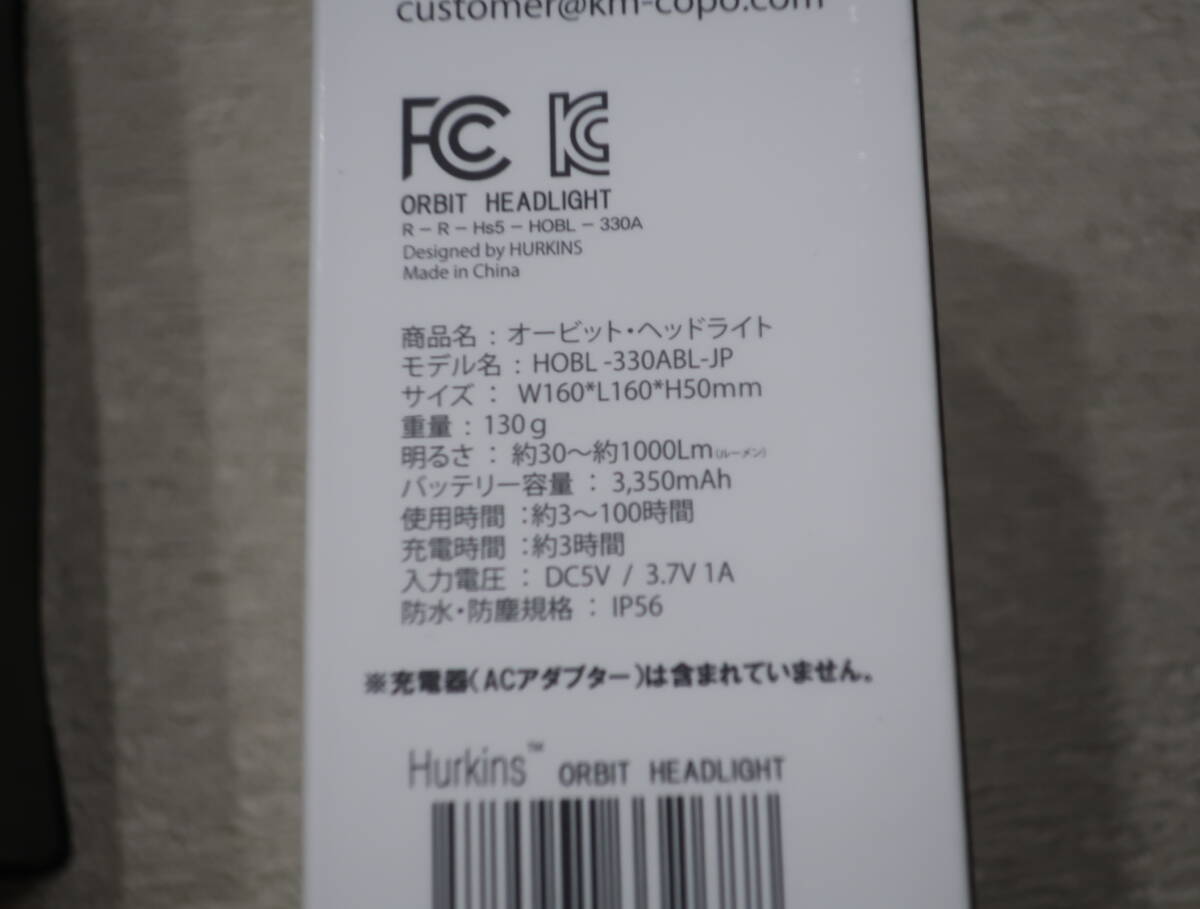 customer@km-copo.com
FC KC
ORBIT HEADLIGHT
R-R-Hs5-HOBL-330A
Designed by HURKINS
Made in China
商品名：オービット・ヘッドライト
モデル名：HOBL -330ABL-JP
サイズ： W160*L160*H50mm
重量：130g
明るさ：約30～約1000Lm(ルーメン)
バッテリー容量：3,350mAh
使用時間：約3～100時間
充電時間：約3時間
入力電圧：DC5V / 3.7V 1A
防水・防塵規格：IP56
※充電器(ACアダプター)は含まれていません。
Hurkins™ ORBIT HEADLIGHT